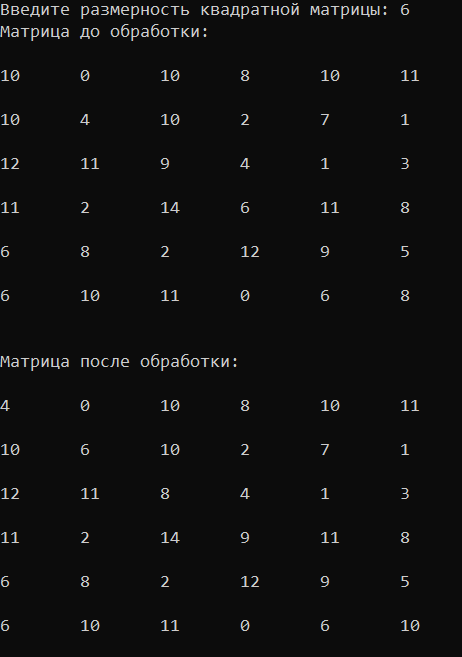 Введите размерность квадратной матрицы: 6
Матрица до обработки:
10 0 10 8 10 11
10 4 10 2 7 1
12 11 9 4 1 3
11 2 14 6 11 8
6 8 2 12 9 5
6 10 11 0 6 8
Матрица после обработки:
4 0 10 8 10 11
10 6 10 2 7 1
12 11 8 4 1 3
11 2 14 9 11 8
6 8 2 12 9 5
6 10 11 0 6 10